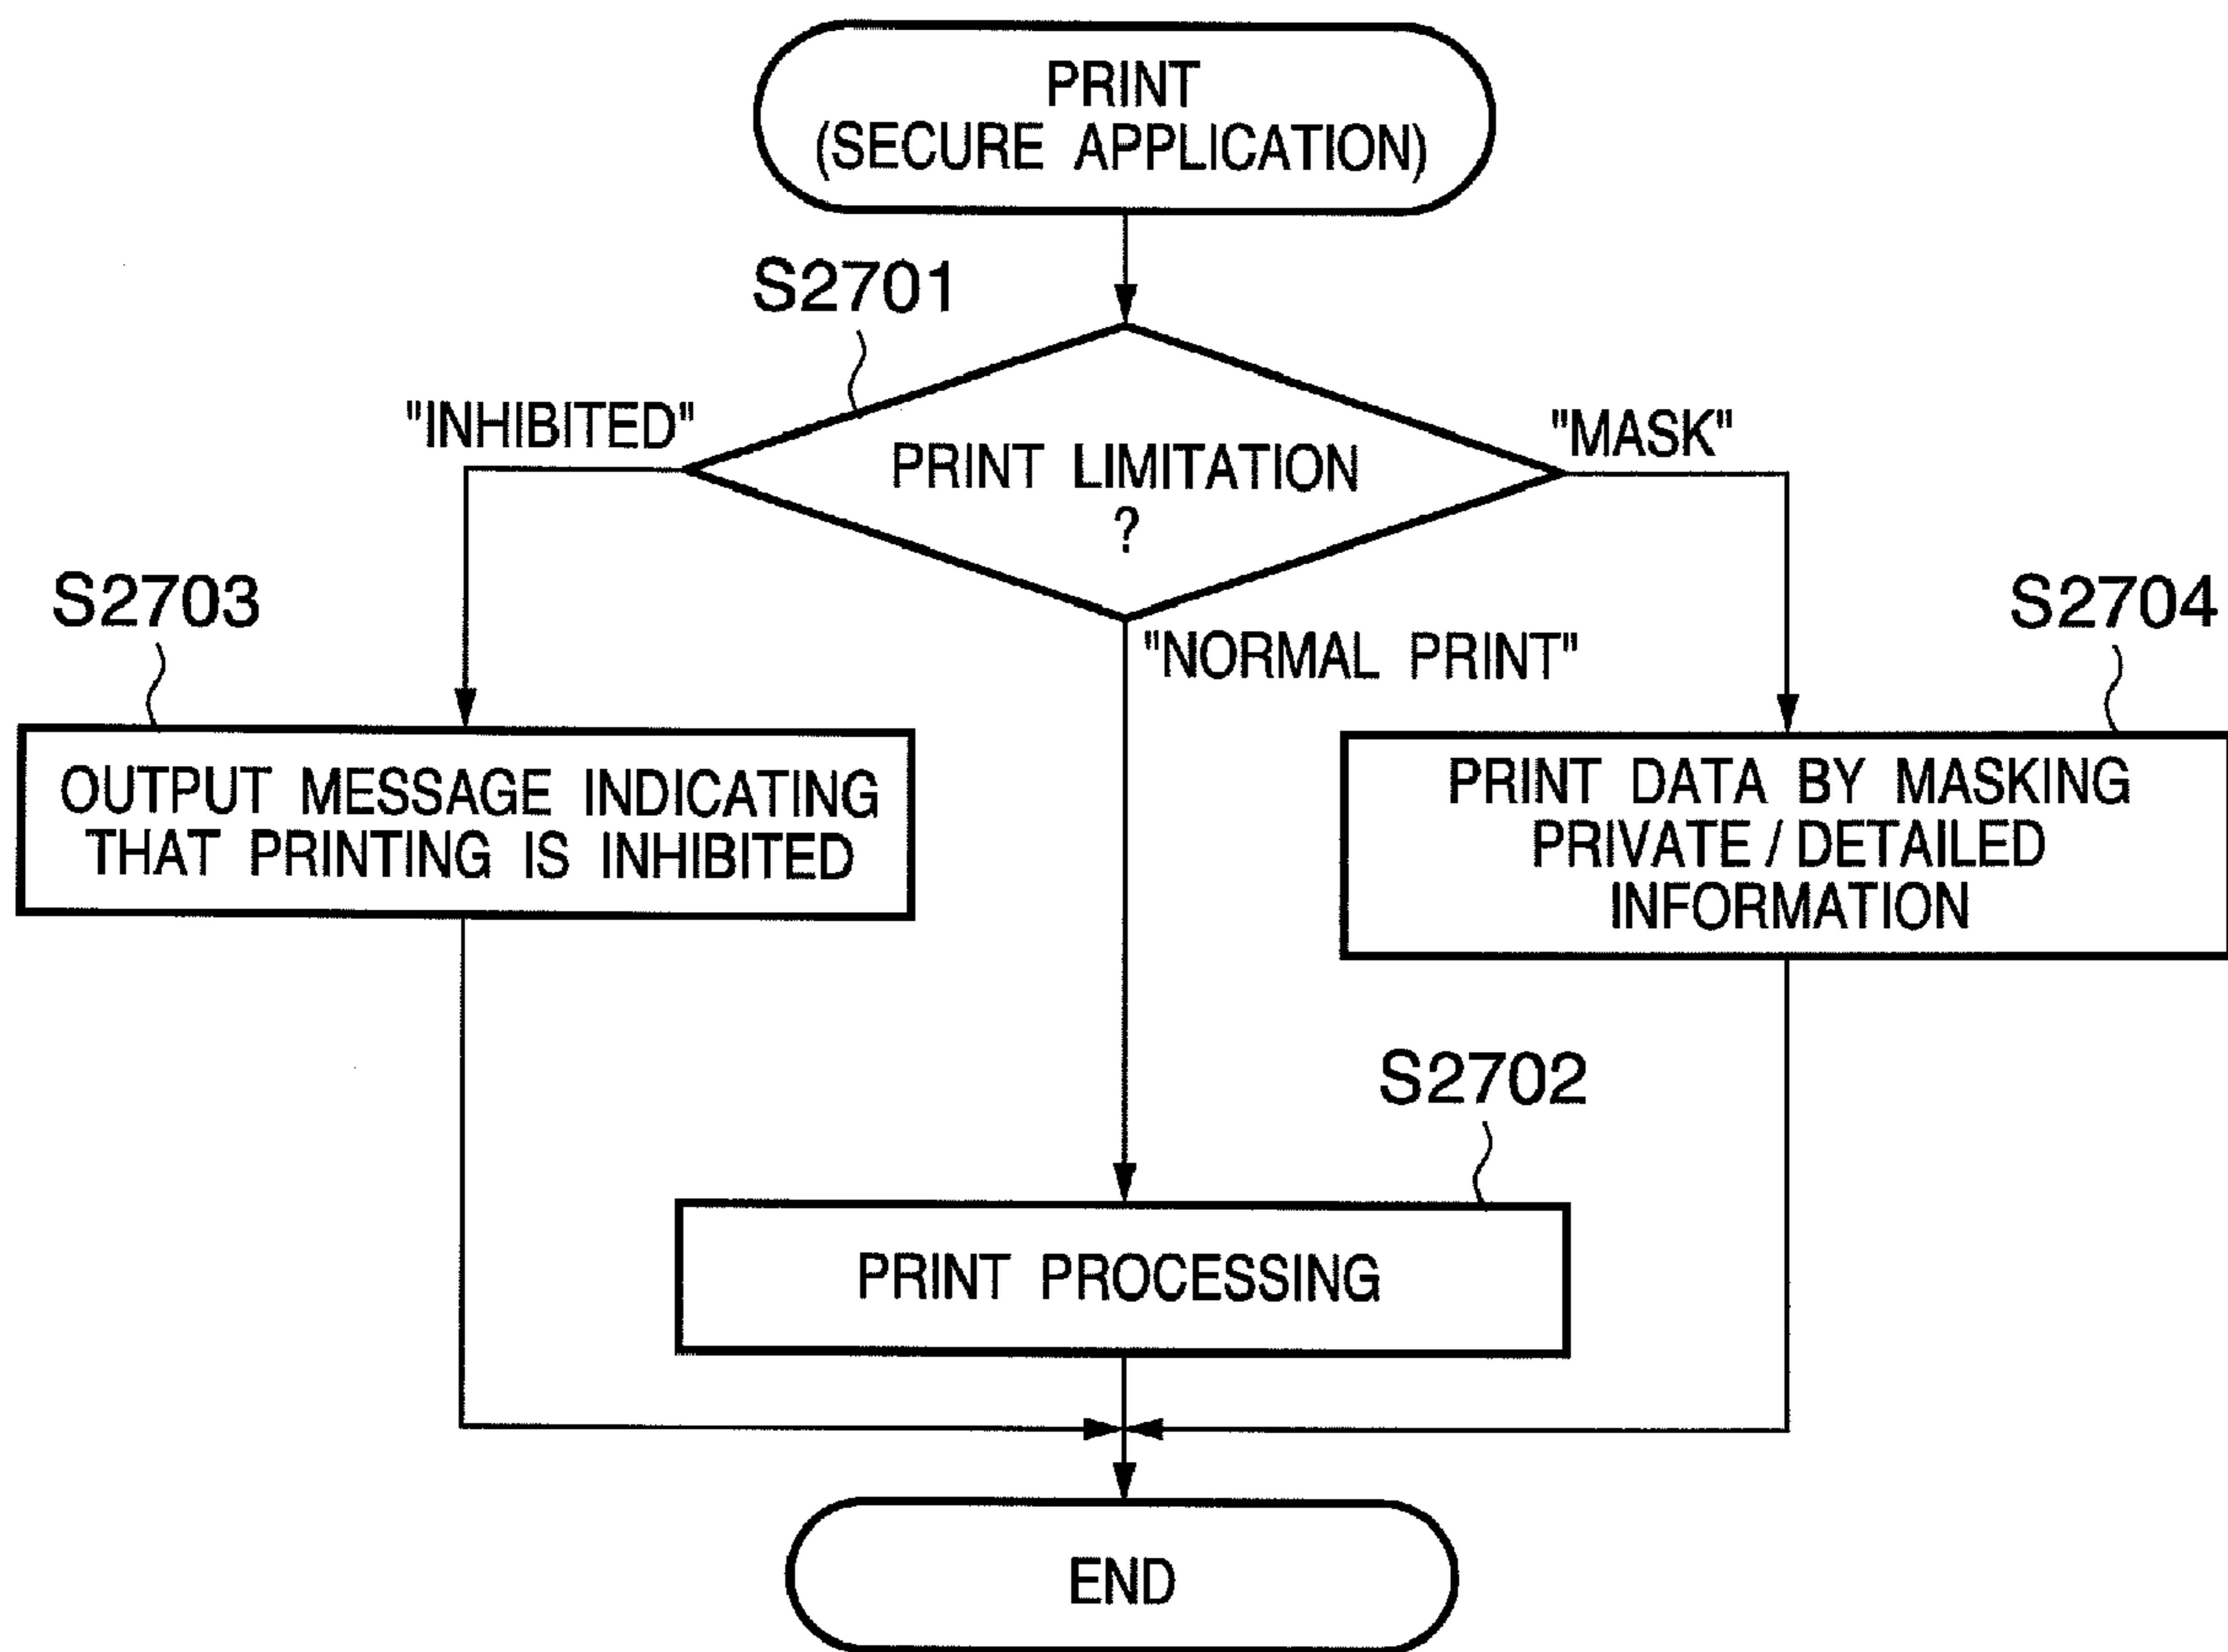 PRINT
(SECURE APPLICATION)
S2701
"INHIBITED"
"MASK"
PRINT LIMITATION
?
S2703
S2704
"NORMAL PRINT"
OUTPUT MESSAGE INDICATING
THAT PRINTING IS INHIBITED
PRINT DATA BY MASKING
PRIVATE / DETAILED
INFORMATION
S2702
PRINT PROCESSING
END